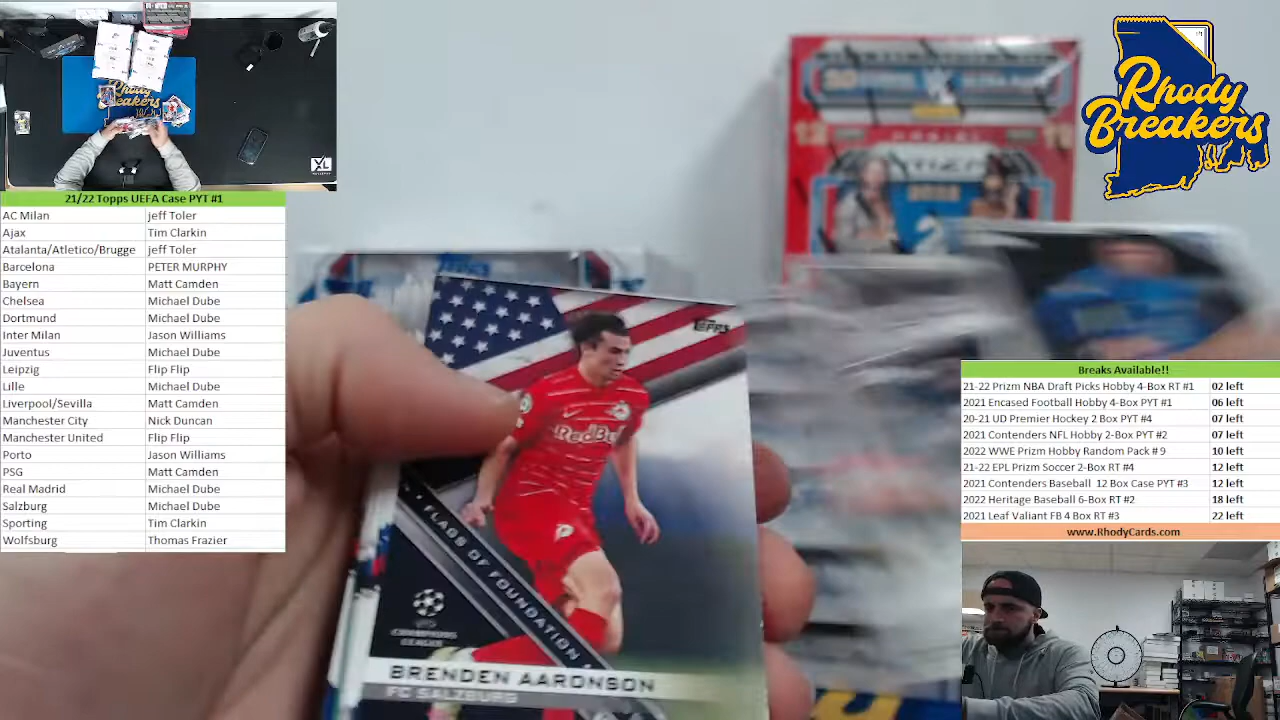 Rhody
Breakers
XL
21/22 Topps UEFA Case PYT #1
AC Milan jeff Toler
Ajax Tim Clarkin
Atalanta/Atletico/Brugge jeff Toler
Barcelona PETER MURPHY
Bayern Matt Camden
Chelsea Michael Dube
Dortmund Michael Dube
Inter Milan Jason Williams
Juventus Michael Dube
Leipzig Flip Flip
Lille Michael Dube
Liverpool/Sevilla Matt Camden
Manchester City Nick Duncan
Manchester United Flip Flip
Porto Jason Williams
PSG Matt Camden
Real Madrid Michael Dube
Salzburg Michael Dube
Sporting Tim Clarkin
Wolfsburg Thomas Frazier
PANINI
PRIZM
2022
TOPPS
RedBull
FLAGS OF FOUNDATION
CHAMPIONS
LEAGUE
BRENDEN AARONSON
FC SALZBURG
Rhody
Breakers
Breaks Available!!
21-22 Prizm NBA Draft Picks Hobby 4-Box RT #1 02 left
2021 Encased Football Hobby 4-Box PYT #1 06 left
20-21 UD Premier Hockey 2 Box PYT #4 07 left
2021 Contenders NFL Hobby 2-Box PYT #2 07 left
2022 WWE Prizm Hobby Random Pack # 9 10 left
21-22 EPL Prizm Soccer 2-Box RT #4 12 left
2021 Contenders Baseball 12 Box Case PYT #3 12 left
2022 Heritage Baseball 6-Box RT #2 18 left
2021 Leaf Valiant FB 4 Box RT #3 22 left
www.RhodyCards.com